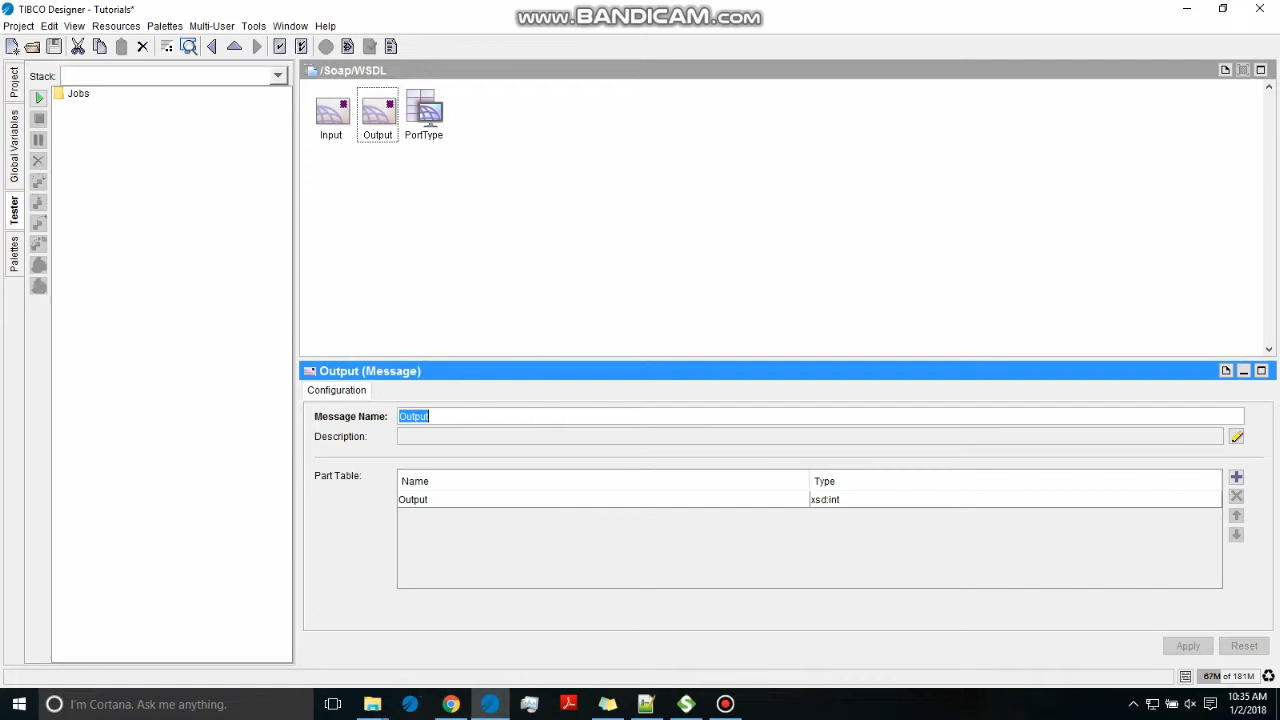 TIBCO Designer - Tutorials*
www.BANDICAM.com
Project Edit View Resources Palettes Multi-User Tools Window Help
Stack:
/Soap/WSDL
Project
Global Variables
Tester
Palettes
Jobs
Input
Output
PortType
Output (Message)
Configuration
Message Name: Output
Description:
Part Table:
Name Type
Output xsd:int
Apply Reset
67M of 181M
I'm Cortana. Ask me anything.
10:35 AM
1/2/2018